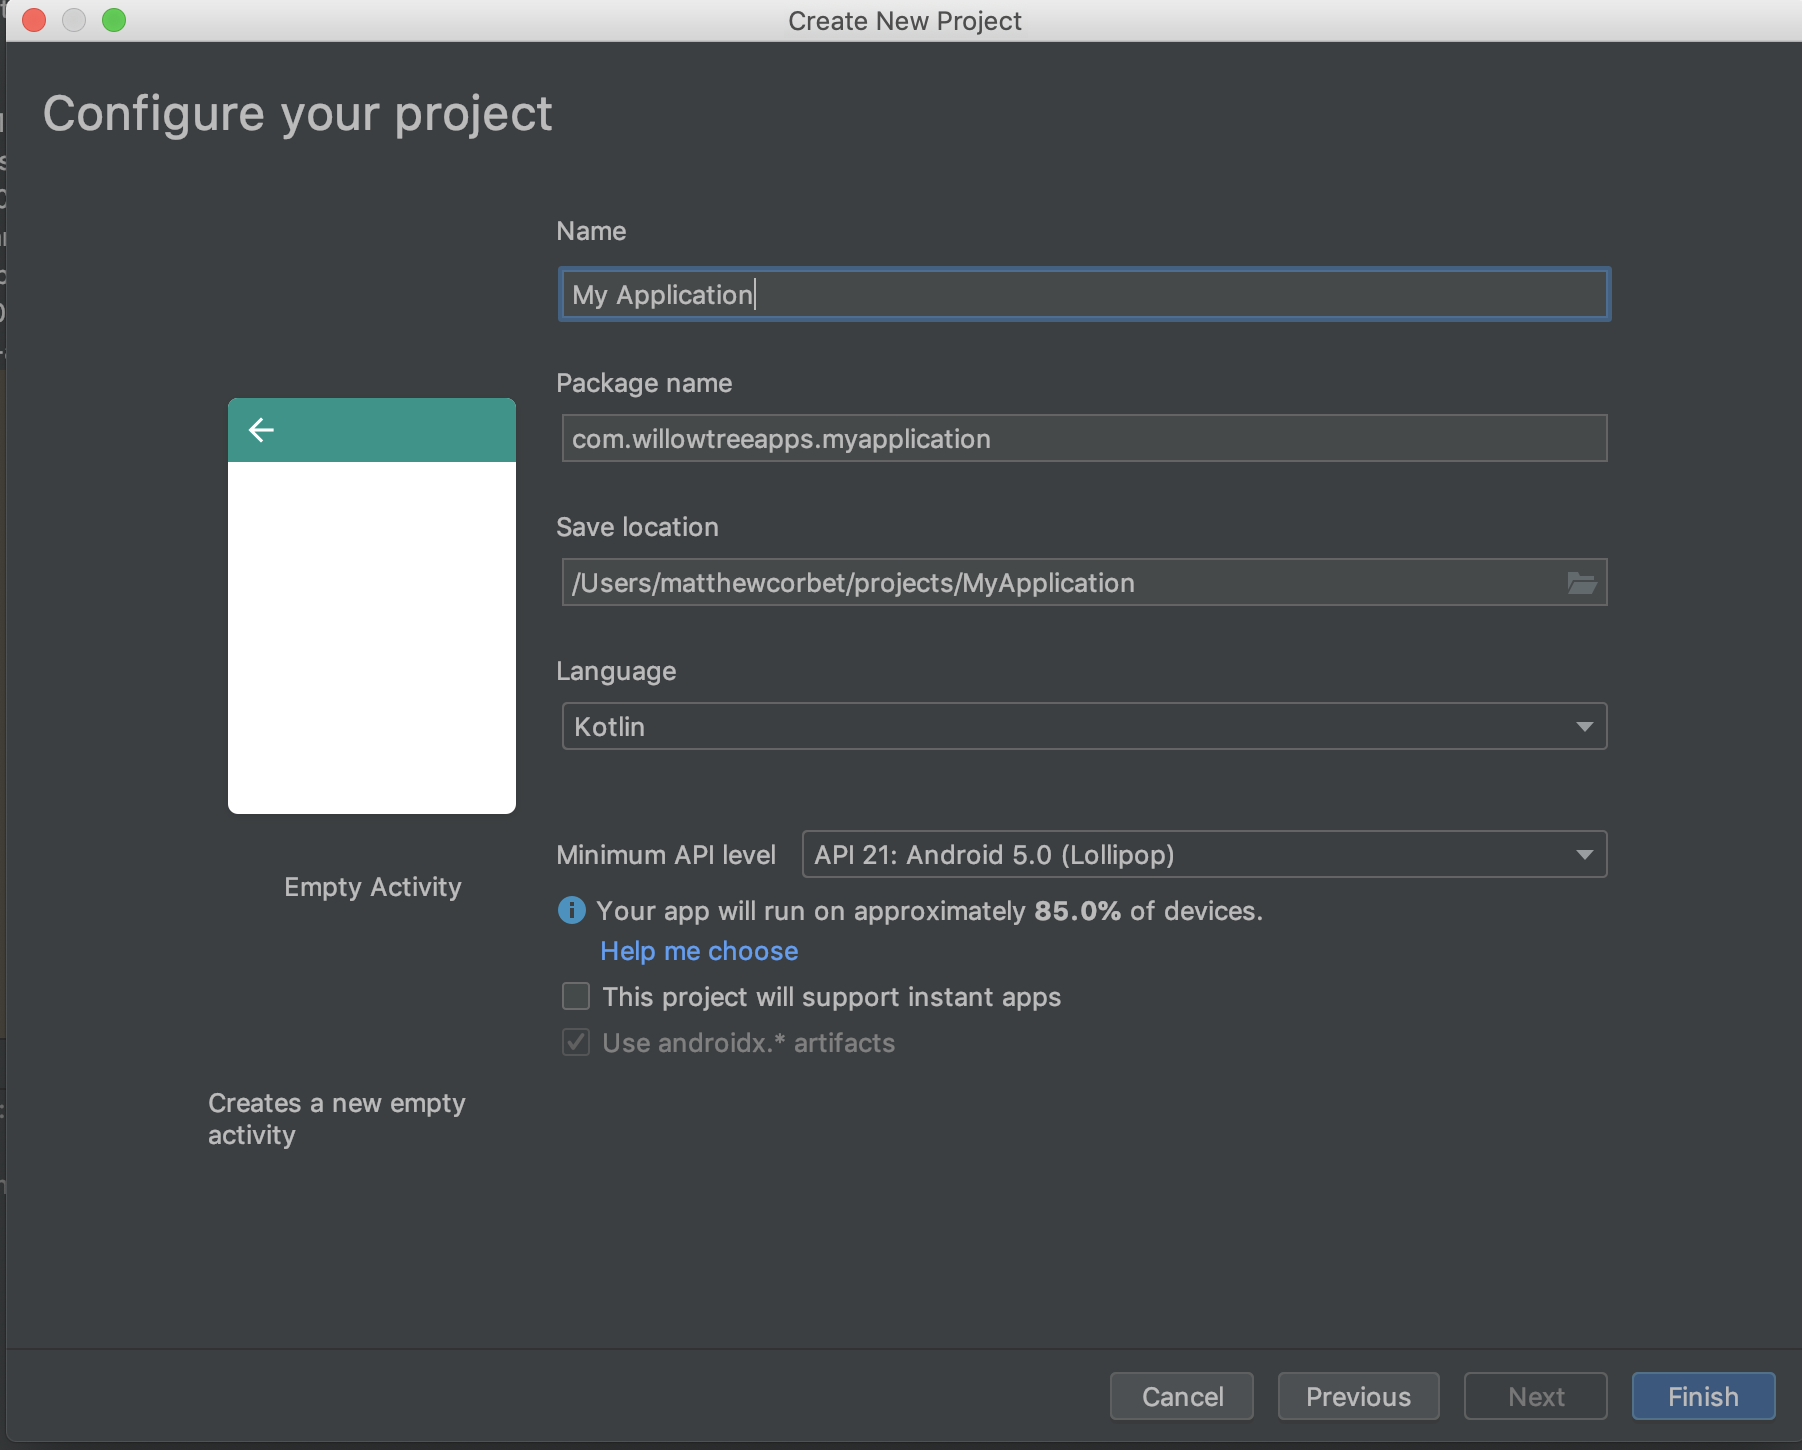 Create New Project
Configure your project
Name
My Application
Package name
com.willowtreeapps.myapplication
Save location
/Users/matthewcorbet/projects/MyApplication
Language
Kotlin
Minimum API level API 21: Android 5.0 (Lollipop)
Empty Activity
Your app will run on approximately 85.0% of devices.
Help me choose
This project will support instant apps
Use androidx.* artifacts
Creates a new empty
activity
Cancel Previous Next Finish